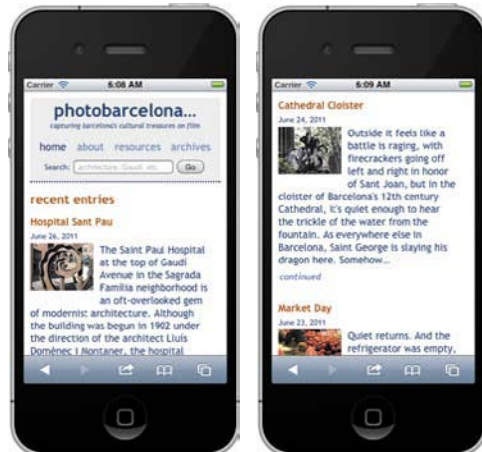 Carrier 6:08 AM
photobarcelona...
capturing barcelona's cultural treasures on film
home about resources archives
Search: architecture, Gaudí, etc. Go
recent entries
Hospital Sant Pau
June 26, 2011
The Saint Paul Hospital
at the top of Gaudí
Avenue in the Sagrada
Familia neighborhood is
an oft-overlooked gem
of modernist architecture. Although
the building was begun in 1902 under
the direction of the architect Lluís
Domènec i Montaner, the hospital
Carrier 6:09 AM
Cathedral Cloister
June 24, 2011
Outside it feels like a
battle is raging, with
firecrackers going off
left and right in honor
of Sant Joan, but in the
cloister of Barcelona's 12th century
Cathedral, it's quiet enough to hear
the trickle of the water from the
fountain. As everywhere else in
Barcelona, Saint George is slaying his
dragon here. Somehow...
continued
Market Day
June 23, 2011
Quiet returns. And the
refrigerator was empty,